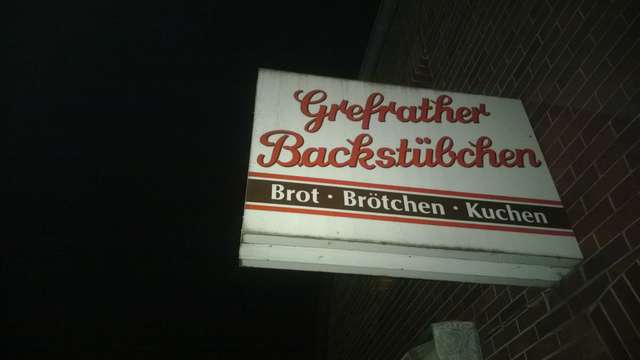 Grefrather
Backstübchen
Brot · Brötchen · Kuchen